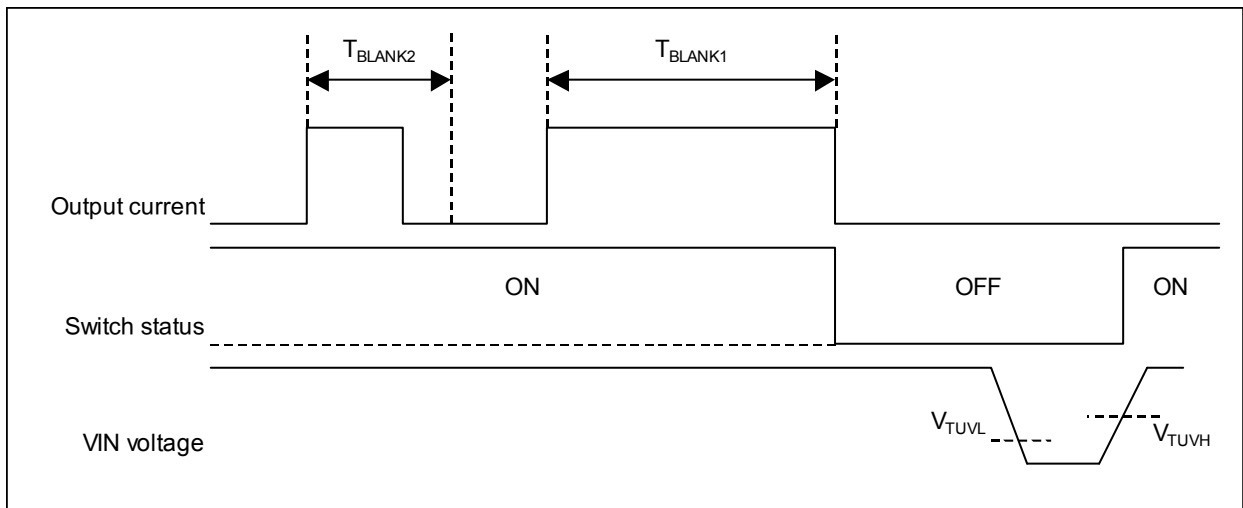 TBLANK2
TBLANK1
Output current
ON
OFF
ON
Switch status
VTUVL
VTUVH
VIN voltage